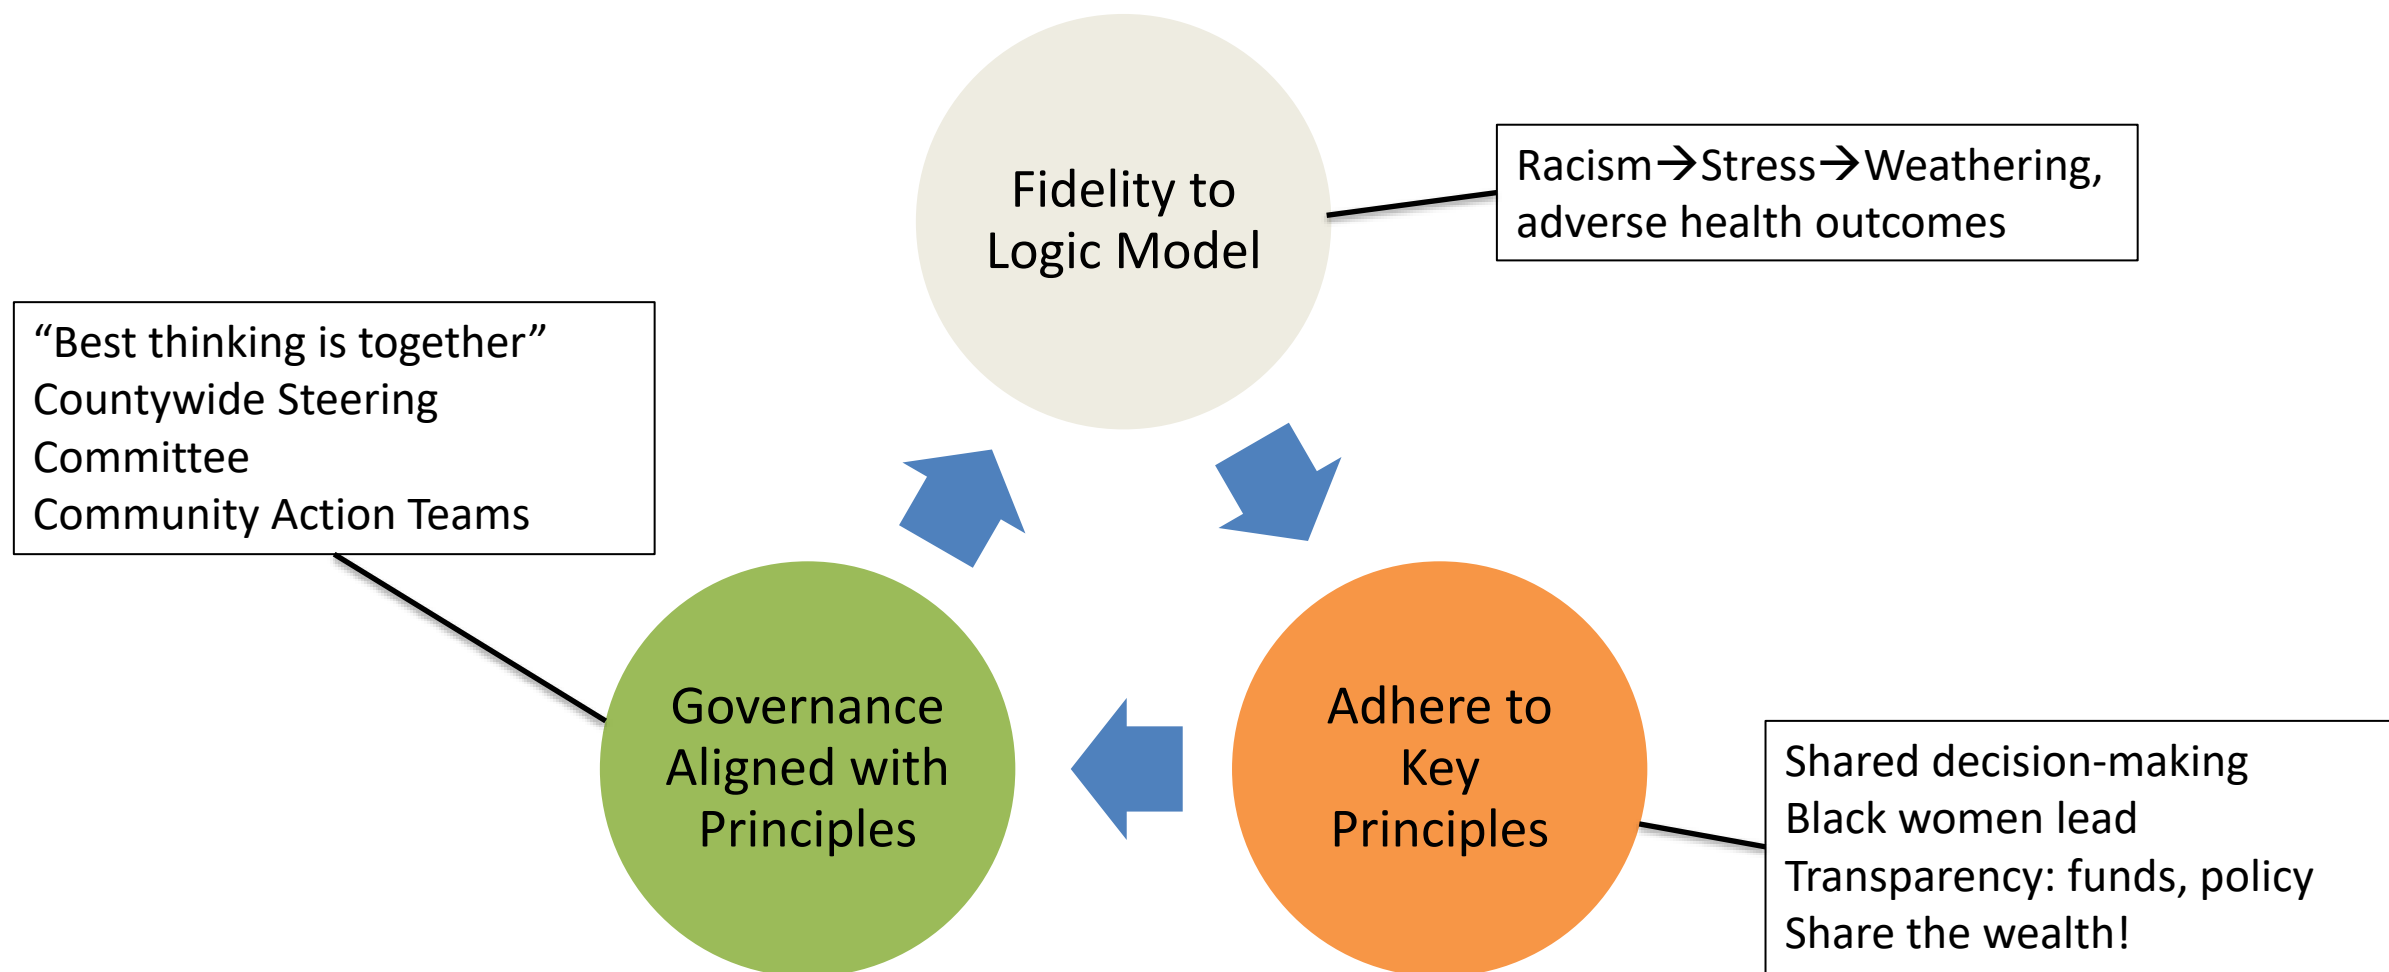 Fidelity to
Logic Model
Racism→Stress→Weathering,
adverse health outcomes
“Best thinking is together”
Countywide Steering
Committee
Community Action Teams
Governance
Aligned with
Principles
Adhere to
Key
Principles
Shared decision-making
Black women lead
Transparency: funds, policy
Share the wealth!